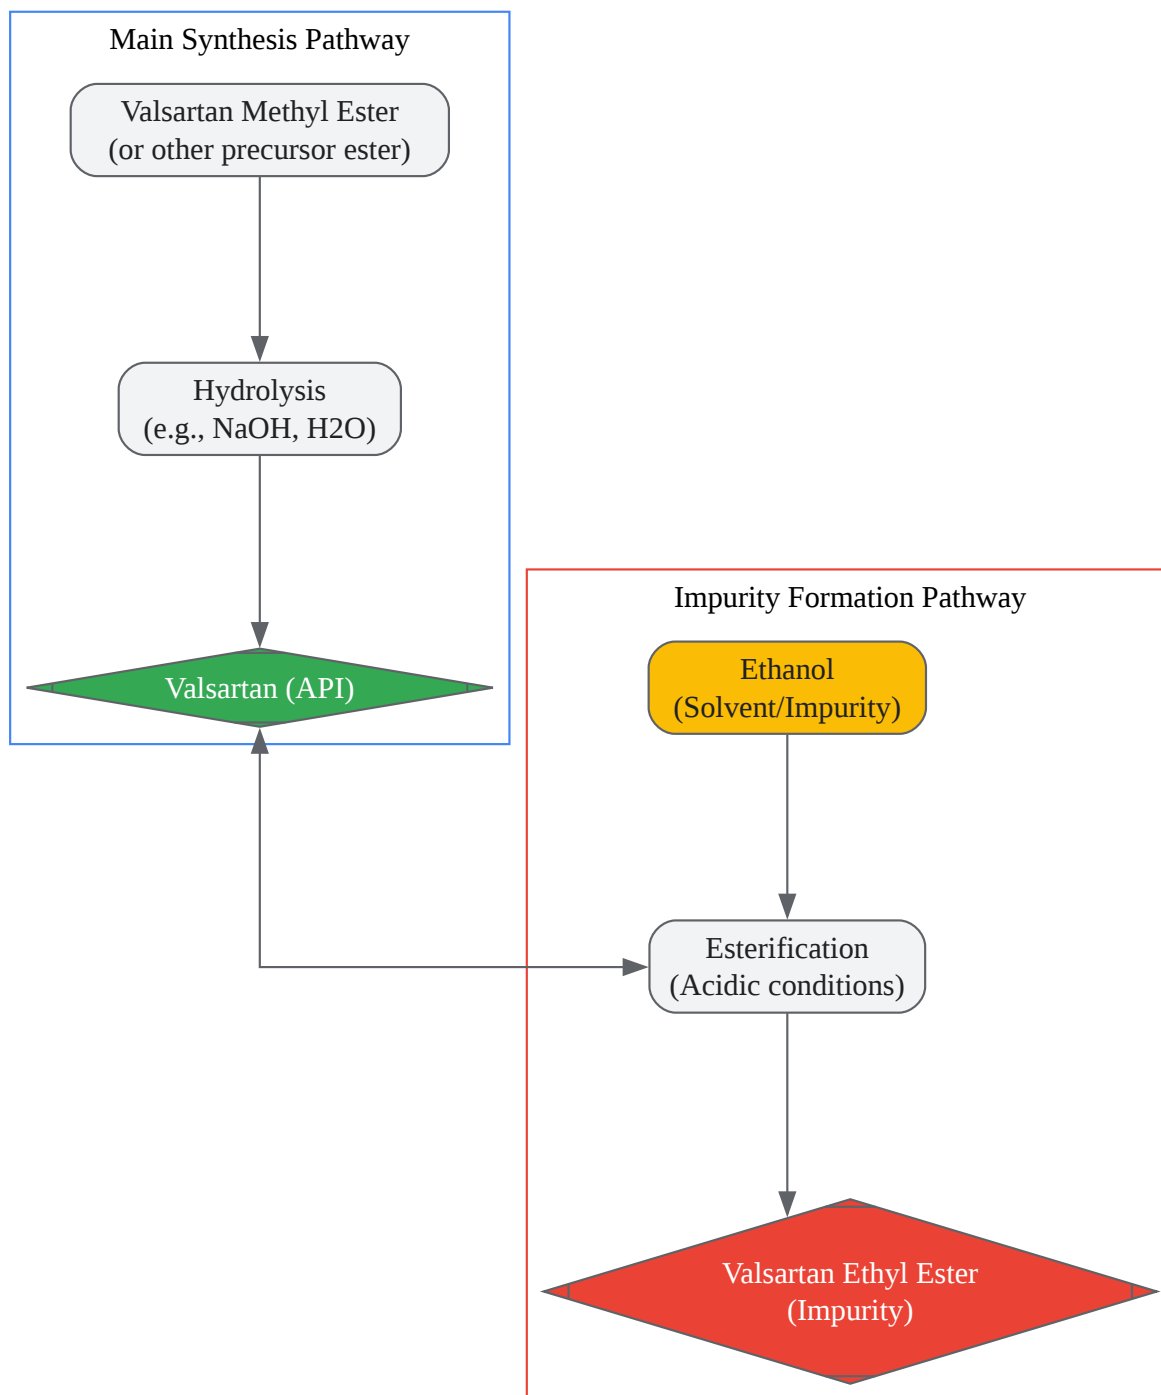 Main Synthesis Pathway
Valsartan Methyl Ester
(or other precursor ester)
Hydrolysis
(e.g., NaOH, H2O)
Valsartan (API)
Impurity Formation Pathway
Ethanol
(Solvent/Impurity)
Esterification
(Acidic conditions)
Valsartan Ethyl Ester
(Impurity)